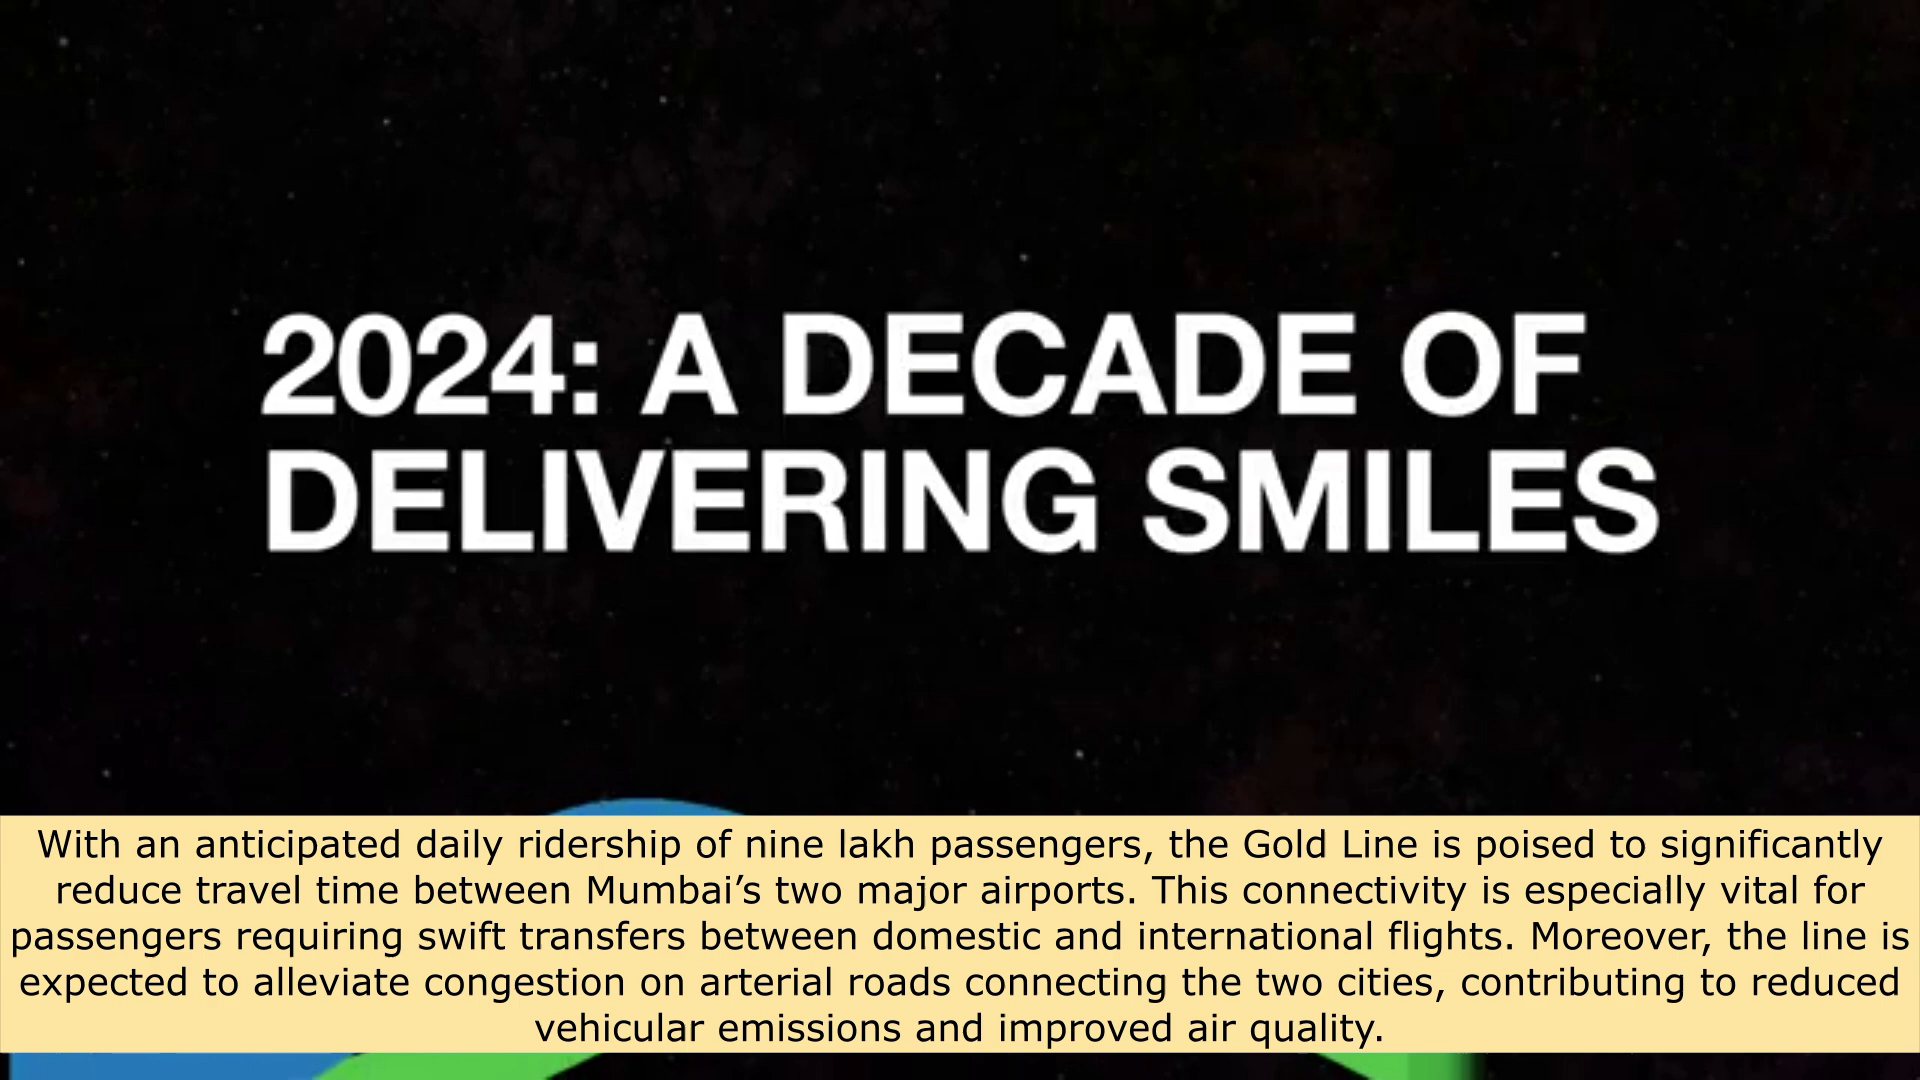 2024: A DECADE OF
DELIVERING SMILES
With an anticipated daily ridership of nine lakh passengers, the Gold Line is poised to significantly
reduce travel time between Mumbai’s two major airports. This connectivity is especially vital for
passengers requiring swift transfers between domestic and international flights. Moreover, the line is
expected to alleviate congestion on arterial roads connecting the two cities, contributing to reduced
vehicular emissions and improved air quality.